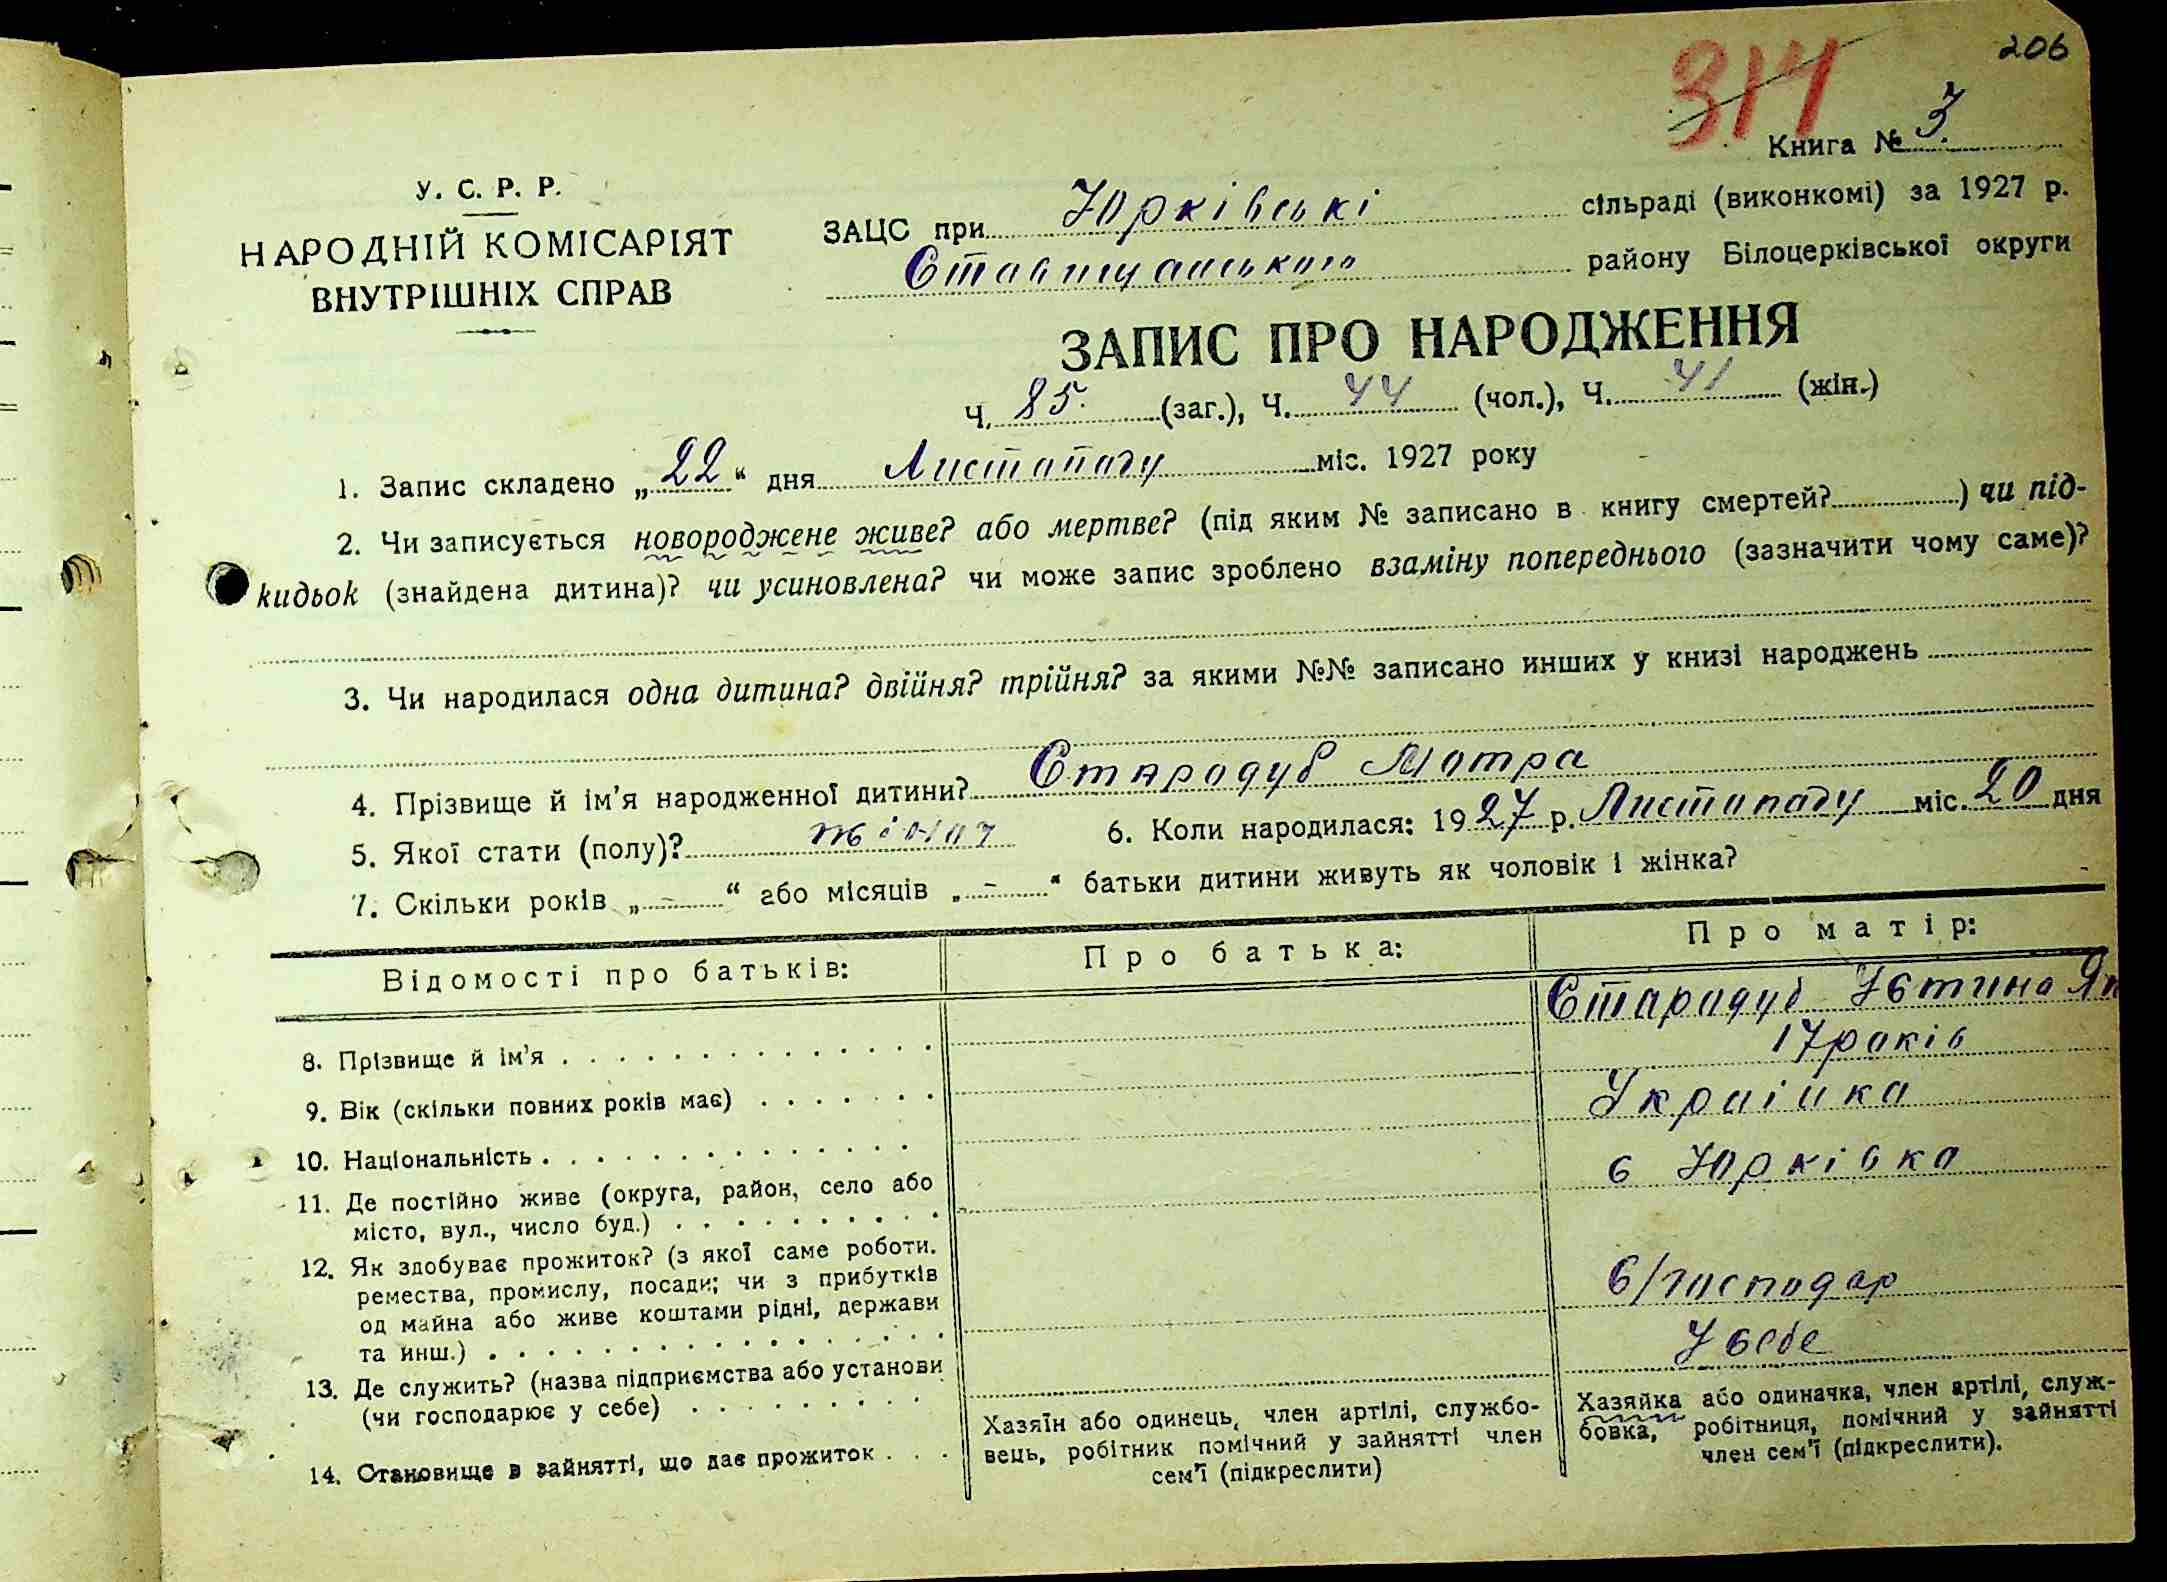 206
314
Книга № 3
У. С. Р. Р.
НАРОДНІЙ КОМІСАРІЯТ
ВНУТРІШНІХ СПРАВ
ЗАЦС при Юрківські сільраді (виконкомі) за 1927 р.
Ставищанського району Білоцерківської округи
ЗАПИС ПРО НАРОДЖЕННЯ
Ч. 85. (заг.), Ч. 44 (чол.), Ч. 41 (жін.)
1. Запис складено „22“ дня Листопаду міс. 1927 року
2. Чи записується новороджене живе? або мертве? (під яким № записано в книгу смертей? ) чи під-
кидьок (знайдена дитина)? чи усиновлена? чи може запис зроблено взаміну попереднього (зазначити чому саме)?
3. Чи народилася одна дитина? двійня? трійня? за якими №№ записано инших у книзі народжень
4. Прізвище й ім'я народженної дитини? Стародуб Мотра
5. Якої стати (полу)? 6. Коли народилася: 1927 р. Листопаду міс. 20 дня
7. Скільки років „-“ або місяців „-“ батьки дитини живуть як чоловік і жінка?
Відомості про батьків: Про батька: Про матір:
8. Прізвище й ім'я Стародуб Устина Яп
9. Вік (скільки повних років має) 17 років
10. Національність Украінка
11. Де постійно живе (округа, район, село або
місто, вул., число буд.) с Юрківка
12. Як здобуває прожиток? (з якої саме роботи.
ремества, промислу, посади; чи з прибутків
од майна або живе коштами рідні, держави
та инш.) с/господар
13. Де служить? (назва підприємства або установи
(чи господарює у себе) У себе
14. Становище в зайнятті, що дає прожиток
Хазяїн або одинець, член артілі, службо-
вець, робітник помічний у зайнятті член
сем'ї (підкреслити)
Хазяйка або одиначка, член артілі, служ-
бовка, робітниця, помічний у зайнятті
член сем'ї (підкреслити).